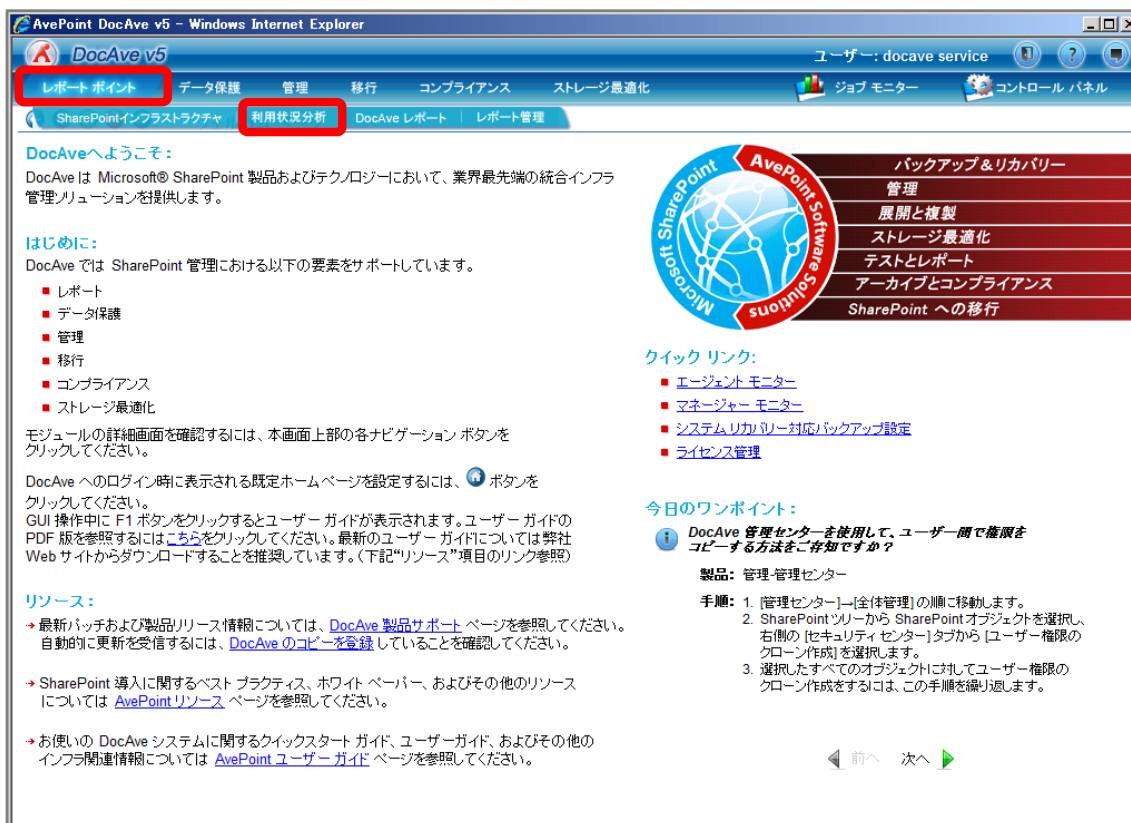 AvePoint DocAve v5 - Windows Internet Explorer
DocAve v5
ユーザー: docave service
レポート ポイント
データ保護
管理
移行
コンプライアンス
ストレージ最適化
ジョブ モニター
コントロール パネル
SharePointインフラストラクチャ
利用状況分析
DocAve レポート
レポート管理
DocAveへようこそ:
DocAve は Microsoft® SharePoint 製品およびテクノロジーにおいて、業界最先端の統合インフラ
管理ソリューションを提供します。
はじめに:
DocAve では SharePoint 管理における以下の要素をサポートしています。
レポート
データ保護
管理
移行
コンプライアンス
ストレージ最適化
モジュールの詳細画面を確認するには、本画面上部の各ナビゲーション ボタンを
クリックしてください。
DocAve へのログイン時に表示される既定ホームページを設定するには、 ボタンを
クリックしてください。
GUI 操作中に F1 ボタンをクリックするとユーザー ガイドが表示されます。ユーザー ガイドの
PDF 版を参照するにはこちらをクリックしてください。最新のユーザー ガイドについては弊社
Web サイトからダウンロードすることを推奨しています。(下記“リソース”項目のリンク参照)
リソース:
最新パッチおよび製品リリース情報については、DocAve 製品サポート ページを参照してください。
自動的に更新を受信するには、DocAve のコピーを登録 していることを確認してください。
SharePoint 導入に関するベスト プラクティス、ホワイト ペーパー、およびその他のリソース
については AvePoint リソース ページを参照してください。
お使いの DocAve システムに関するクイックスタート ガイド、ユーザーガイド、およびその他の
インフラ関連情報については AvePoint ユーザー ガイド ページを参照してください。
Microsoft SharePoint
AvePoint Software Solutions
バックアップ&リカバリー
管理
展開と複製
ストレージ最適化
テストとレポート
アーカイブとコンプライアンス
SharePoint への移行
クイック リンク:
エージェント モニター
マネージャー モニター
システム リカバリー対応バックアップ設定
ライセンス管理
今日のワンポイント:
DocAve 管理センターを使用して、ユーザー間で権限を
コピーする方法をご存知ですか?
製品: 管理-管理センター
手順: 1. [管理センター]→[全体管理] の順に移動します。
2. SharePoint ツリーから SharePoint オブジェクトを選択し、
右側の [セキュリティ センター] タブから [ユーザー権限の
クローン作成] を選択します。
3. 選択したすべてのオブジェクトに対してユーザー権限の
クローン作成をするには、この手順を繰り返します。
前へ 次へ